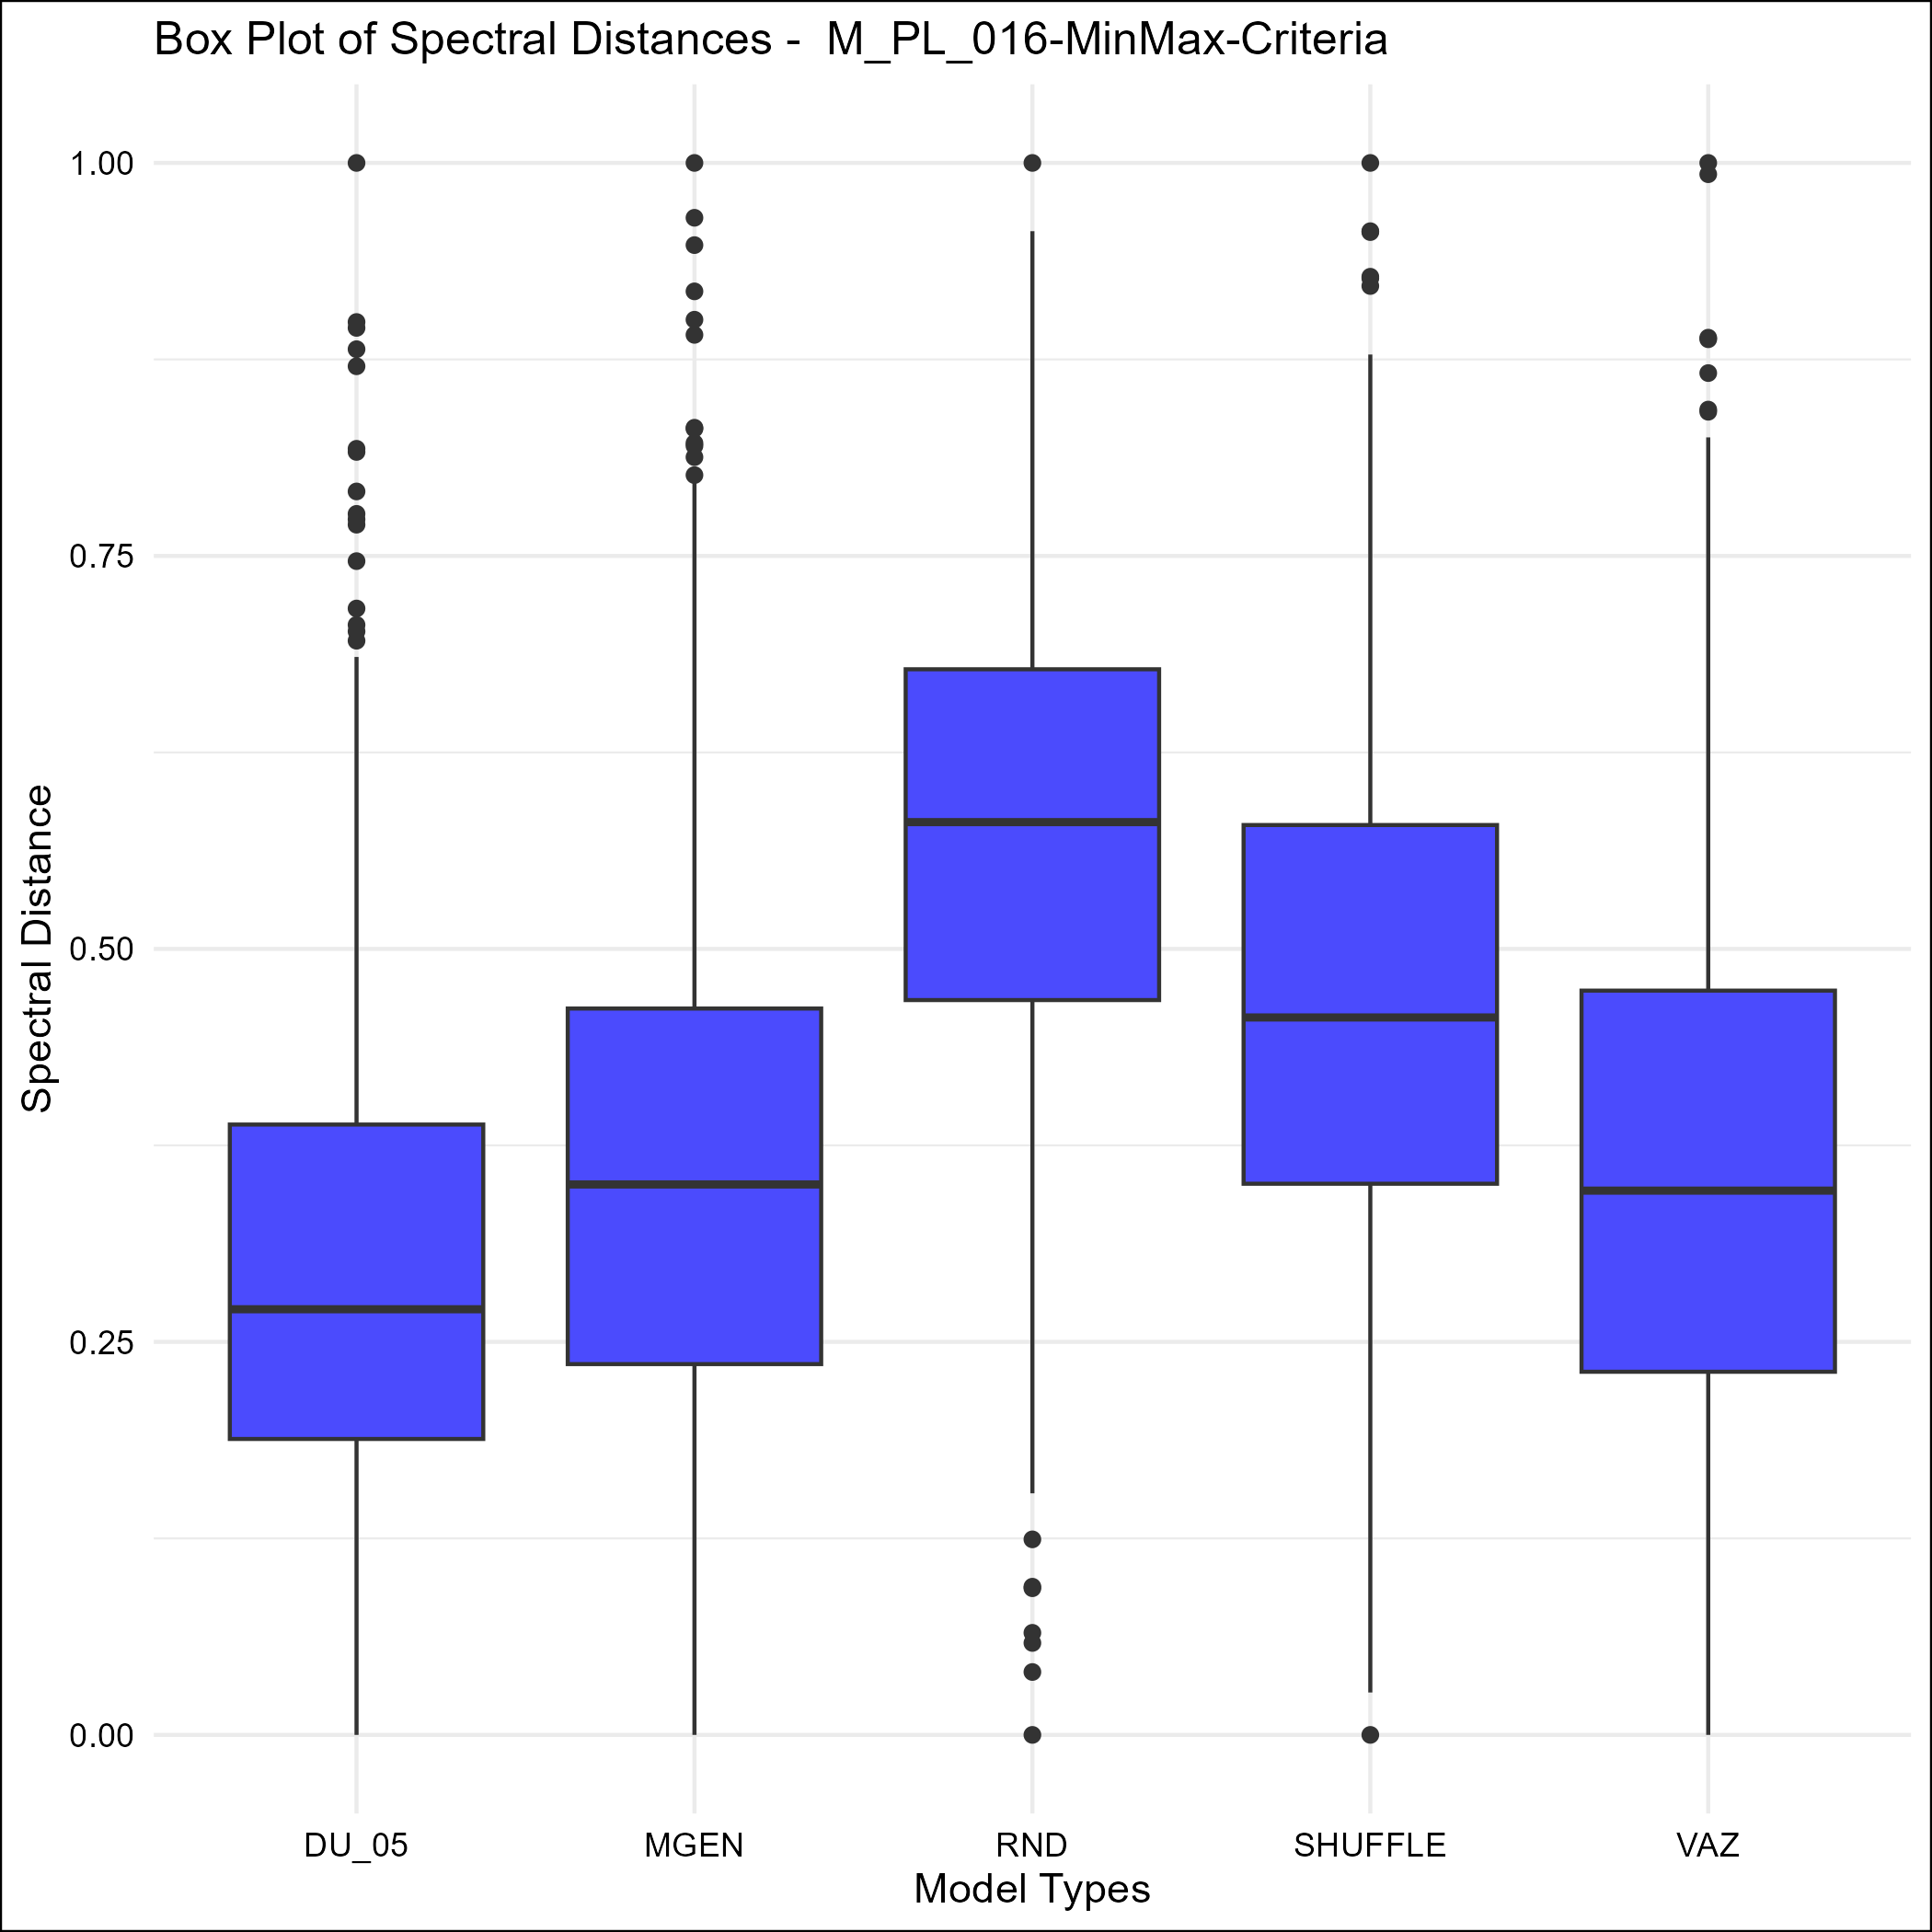 Box Plot of Spectral Distances -  M_PL_016-MinMax-Criteria
1.00
0.75
0.50
0.25
0.00
Spectral Distance
DU_05 MGEN RND SHUFFLE VAZ
Model Types